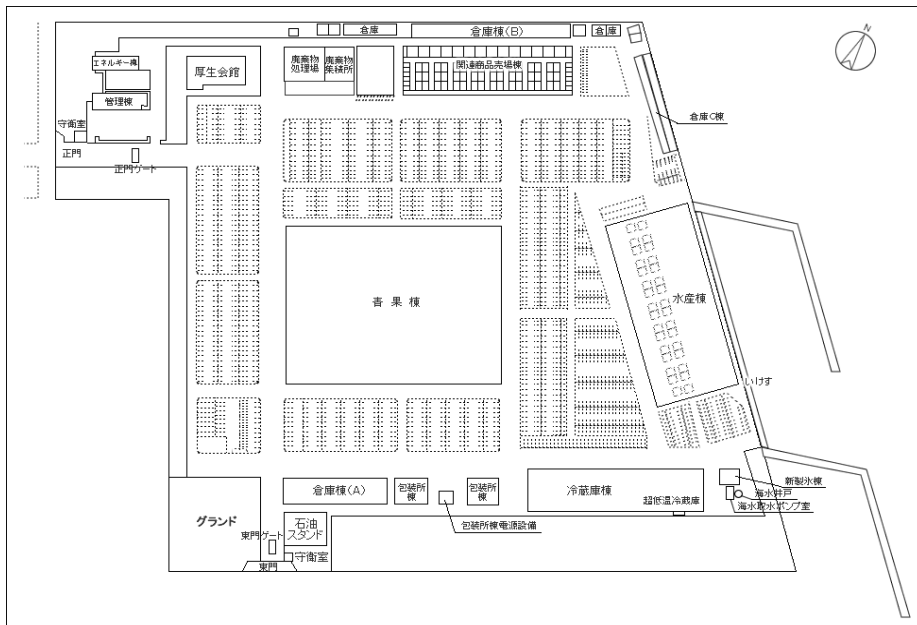 N
倉庫
倉庫棟(B)
倉庫
エネルギー棟
厚生会館
廃棄物
処理場
廃棄物
集積所
関連商品売場棟
管理棟
倉庫C棟
守衛室
正門
正門ゲート
青果棟
水産棟
いけす
倉庫棟(A)
包装所
棟
包装所
棟
冷蔵庫棟
超低温冷蔵庫
新製氷棟
海水井戸
海水取水ポンプ室
包装所棟電源設備
グランド
石油
スタンド
東門ゲート
守衛室
東門